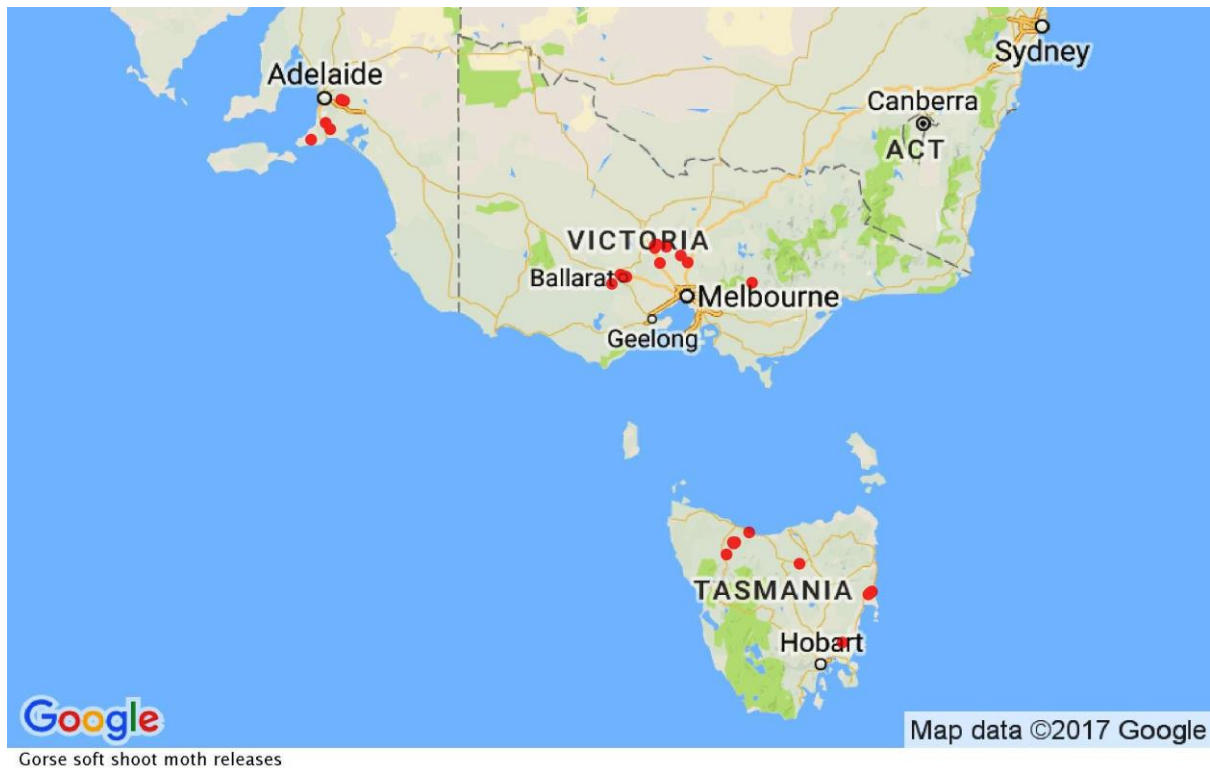 Sydney
Adelaide
Canberra
ACT
VICTORIA
Ballarat
Melbourne
Geelong
TASMANIA
Hobart
Google
Map data ©2017 Google
Gorse soft shoot moth releases